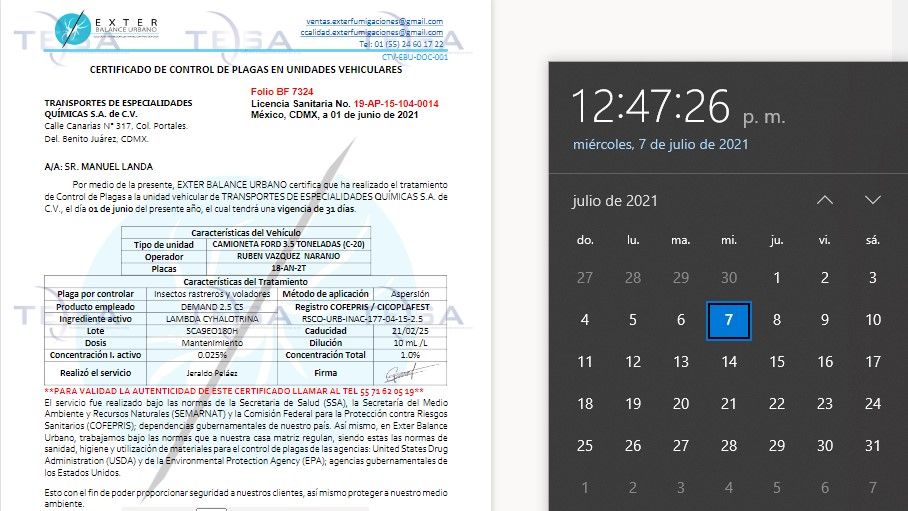 EXTER
BALANCE URBANO
ventas.exterfumigaciones@gmail.com
ccalidad.exterfumigaciones@gmail.com
Tel: 01 (55) 24 60 17 22
CTV-EBU-DOC-001
TEQSA TEQSA TEQSA
CERTIFICADO DE CONTROL DE PLAGAS EN UNIDADES VEHICULARES
Folio BF 7324
TRANSPORTES DE ESPECIALIDADES
Licencia Sanitaria No. 19-AP-15-104-0014
QUÍMICAS S.A. de C.V.
México, CDMX, a 01 de junio de 2021
Calle Canarias N° 317, Col. Portales.
Del. Benito Juárez, CDMX.
A/A: SR. MANUEL LANDA
Por medio de la presente, EXTER BALANCE URBANO certifica que ha realizado el tratamiento
de Control de Plagas a la unidad vehicular de TRANSPORTES DE ESPECIALIDADES QUÍMICAS S.A. de
C.V., el día 01 de junio del presente año, el cual tendrá una vigencia de 31 días.
Características del Vehículo
Tipo de unidad CAMIONETA FORD 3.5 TONELADAS (C-20)
Operador RUBEN VAZQUEZ NARANJO
Placas 18-AN-2T
Características del Tratamiento
Plaga por controlar Insectos rastreros y voladores Método de aplicación Aspersión
Producto empleado DEMAND 2.5 CS Registro COFEPRIS / CICOPLAFEST
Ingrediente activo LAMBDA CYHALOTRINA RSCO-URB-INAC-177-04-15-2.5
Lote SCA9EO180H Caducidad 21/02/25
Dosis Mantenimiento Dilución 10 mL /L
Concentración I. activo 0.025% Concentración Total 1.0%
Realizó el servicio Jeraldo Peláez Firma
**PARA VALIDAD LA AUTENTICIDAD DE ESTE CERTIFICADO LLAMAR AL TEL 55 71 62 05 19**
El servicio fue realizado bajo las normas de la Secretaria de Salud (SSA), la Secretaría del Medio
Ambiente y Recursos Naturales (SEMARNAT) y la Comisión Federal para la Protección contra Riesgos
Sanitarios (COFEPRIS); dependencias gubernamentales de nuestro país. Así mismo, en Exter Balance
Urbano, trabajamos bajo las normas que a nuestra casa matriz regulan, siendo estas las normas de
sanidad, higiene y utilización de materiales para el control de plagas de las agencias: United States Drug
Administration (USDA) y de la Environmental Protection Agency (EPA); agencias gubernamentales de
los Estados Unidos.
Esto con el fin de poder proporcionar seguridad a nuestros clientes, así mismo proteger a nuestro medio
ambiente.
12:47:26 p. m.
miércoles, 7 de julio de 2021
julio de 2021
do. lu. ma. mi. ju. vi. sá.
27 28 29 30 1 2 3
4 5 6 7 8 9 10
11 12 13 14 15 16 17
18 19 20 21 22 23 24
25 26 27 28 29 30 31
1 2 3 4 5 6 7